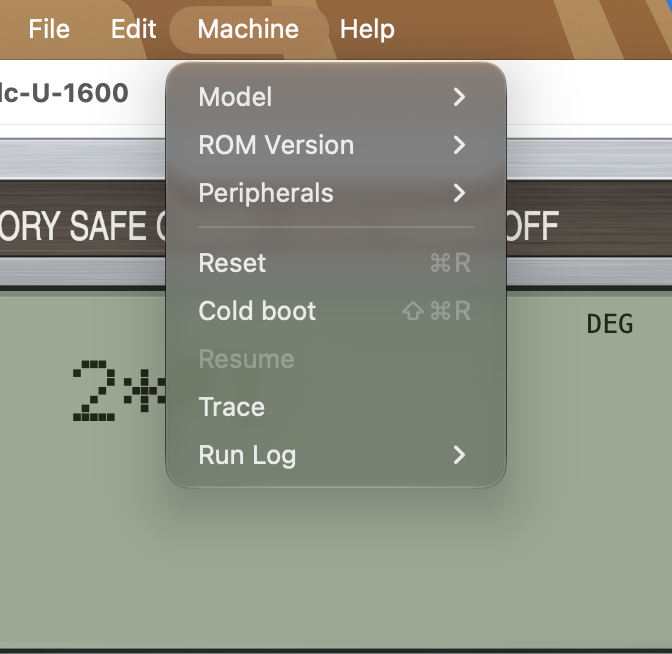 File Edit Machine Help
lc-U-1600
Model
ROM Version
Peripherals
ORY SAFE
OFF
Reset ⌘R
Cold boot ⇧⌘R
DEG
Resume
2*
Trace
Run Log